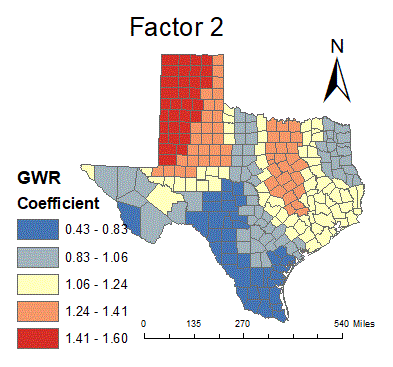 Factor 2
N
GWR
Coefficient
0.43 - 0.83
0.83 - 1.06
1.06 - 1.24
1.24 - 1.41
1.41 - 1.60
0 135 270 540 Miles